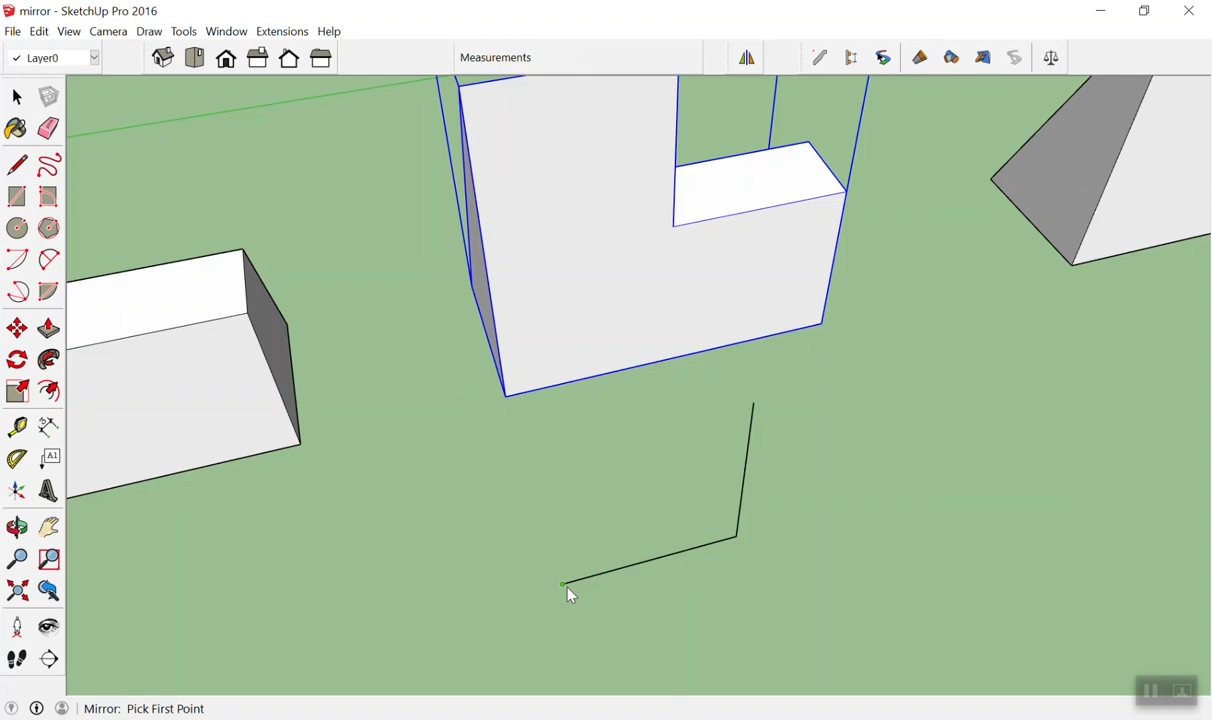 mirror - SketchUp Pro 2016
File Edit View Camera Draw Tools Window Extensions Help
Layer0
Measurements
A1
Mirror: Pick First Point